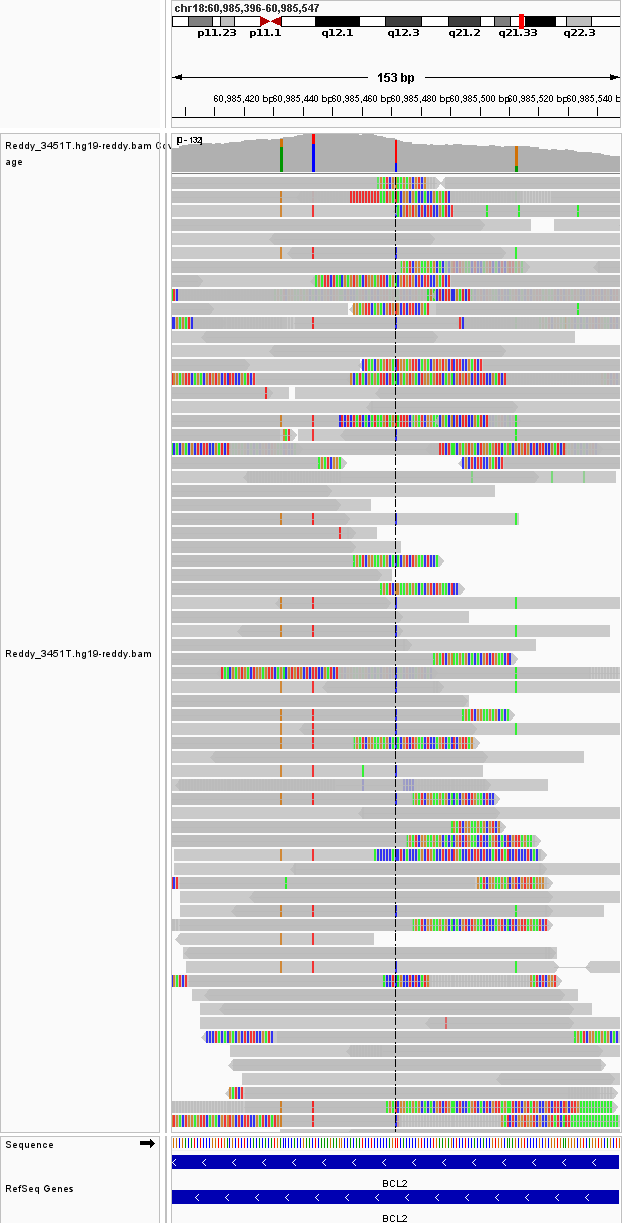 chr18:60,985,396-60,985,547
p11.23 p11.1 q12.1 q12.3 q21.2 q21.33 q22.3
153 bp
60,985,420 bp 60,985,440 bp 60,985,460 bp 60,985,480 bp 60,985,500 bp 60,985,520 bp 60,985,540 b
Reddy_3451T.hg19-reddy.bam Cov
age
[0 - 132]
Reddy_3451T.hg19-reddy.bam
Sequence
RefSeq Genes
BCL2
BCL2